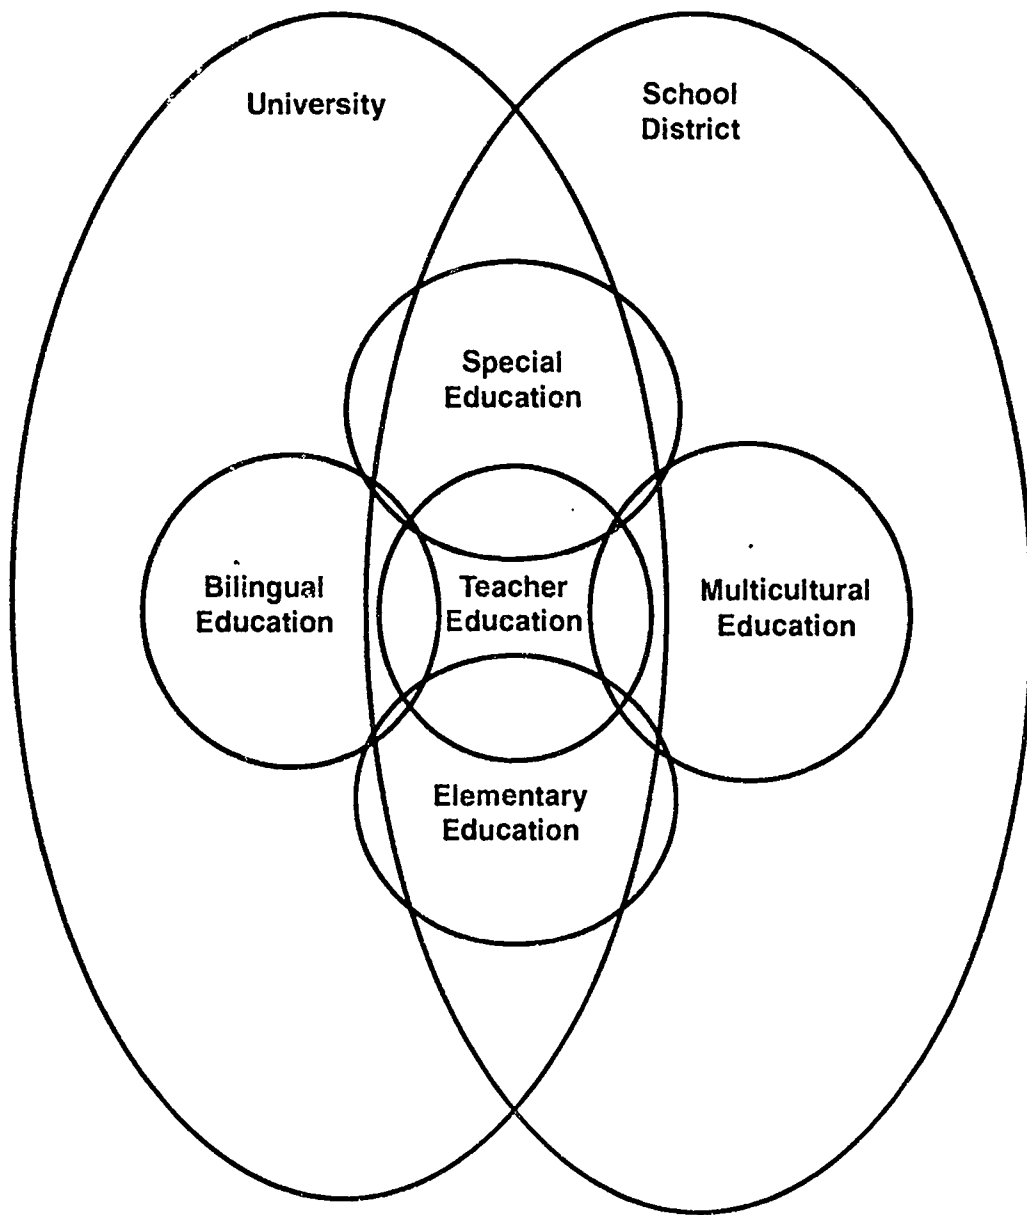 University
School
District
Special
Education
Bilingual
Education
Teacher
Education
Multicultural
Education
Elementary
Education